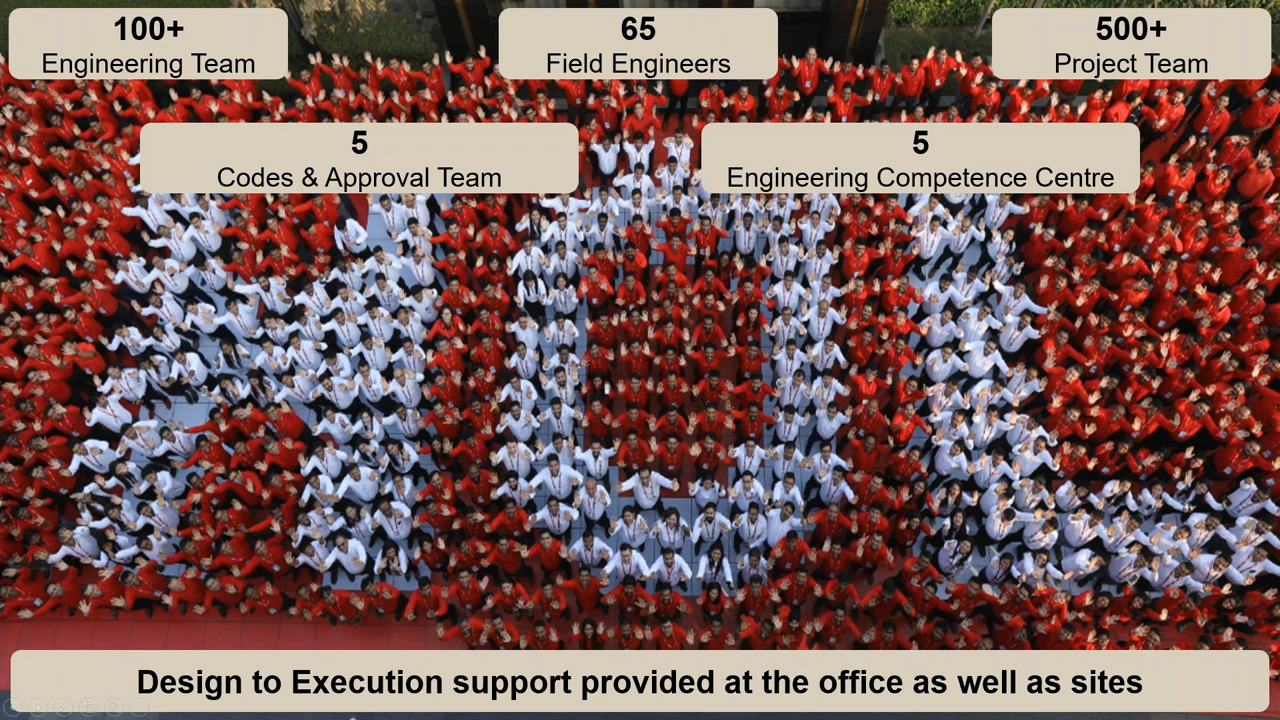 100+
Engineering Team
65
Field Engineers
500+
Project Team
5
Codes & Approval Team
5
Engineering Competence Centre
Design to Execution support provided at the office as well as sites